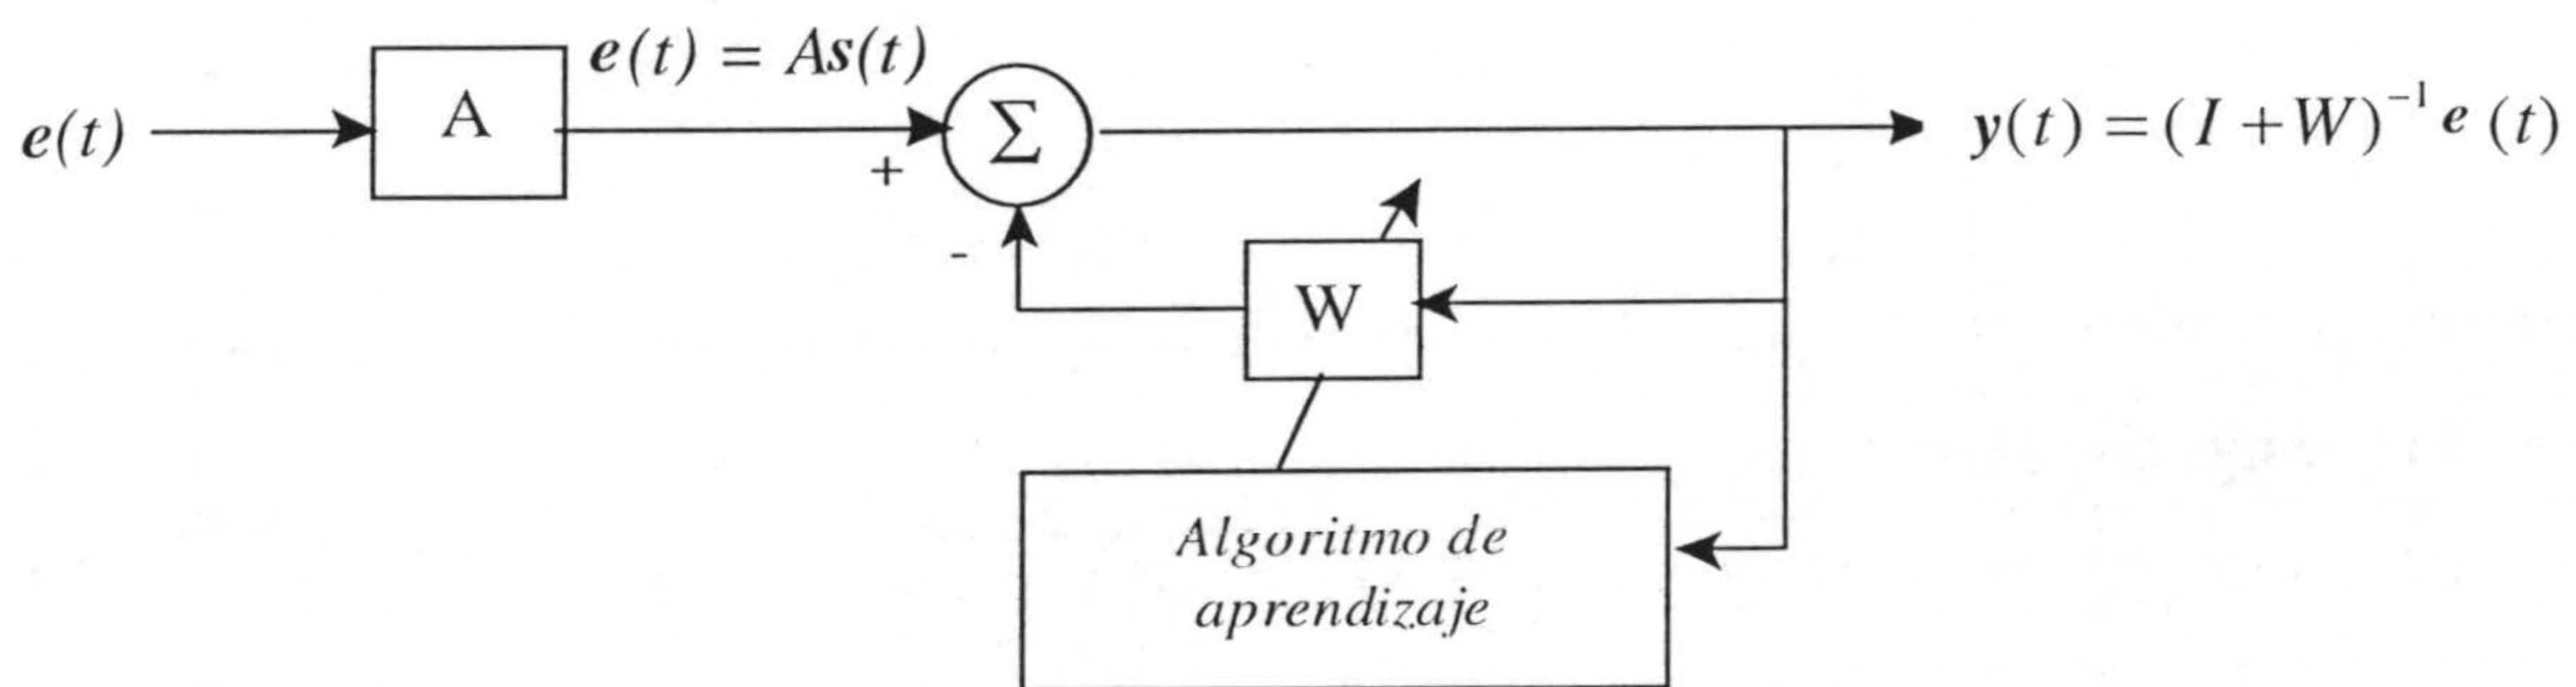 e(t)
A
e(t) = As(t)
+
-
Σ
y(t) = (I + W)⁻¹ e (t)
W
Algoritmo de
aprendizaje